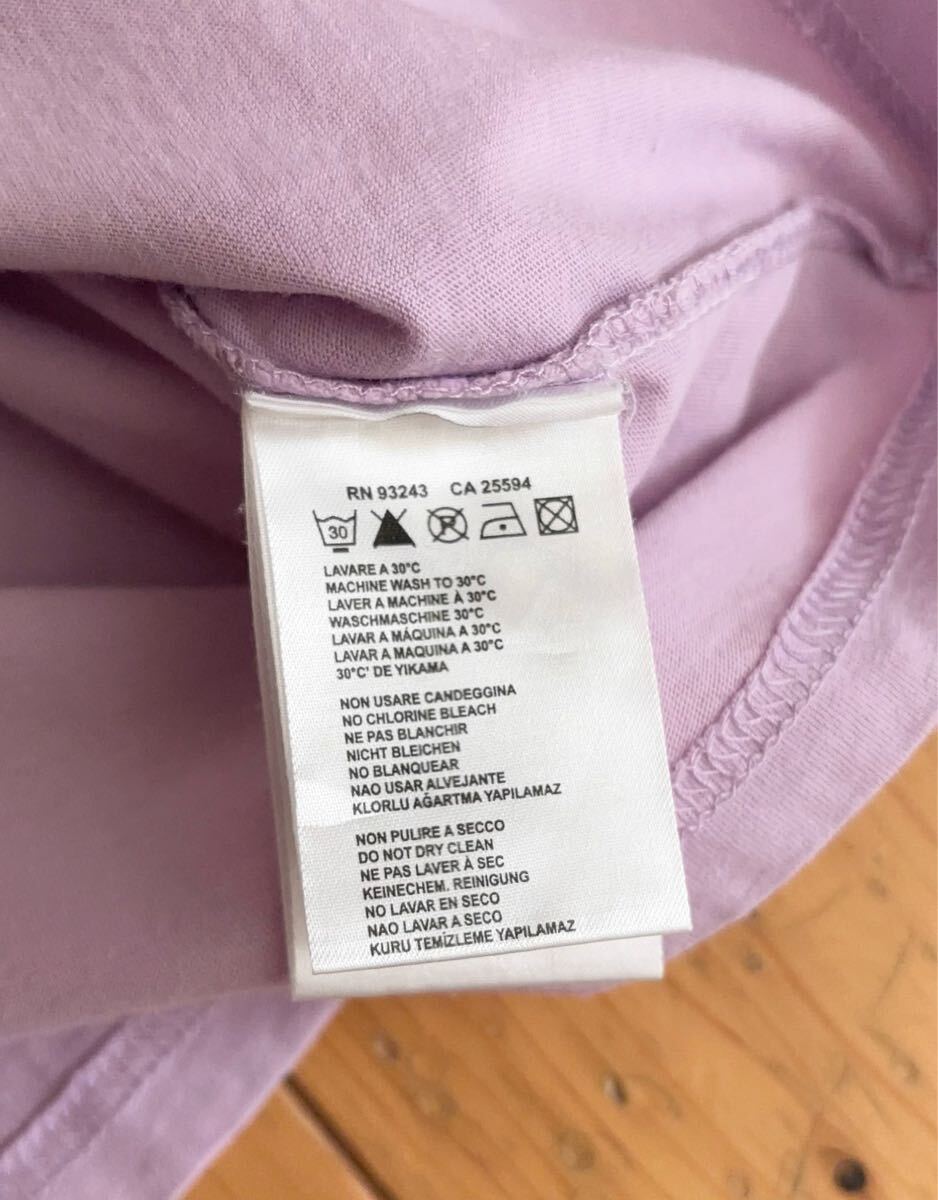 RN 93243 CA 25594
30 P
LAVARE A 30°C
MACHINE WASH TO 30°C
LAVER A MACHINE À 30°C
WASCHMASCHINE 30°C
LAVAR A MÁQUINA A 30°C
LAVAR A MAQUINA A 30°C
30°C' DE YIKAMA
NON USARE CANDEGGINA
NO CHLORINE BLEACH
NE PAS BLANCHIR
NICHT BLEICHEN
NO BLANQUEAR
NAO USAR ALVEJANTE
KLORLU AĞARTMA YAPILAMAZ
NON PULIRE A SECCO
DO NOT DRY CLEAN
NE PAS LAVER À SEC
KEINECHEM. REINIGUNG
NO LAVAR EN SECO
NAO LAVAR A SECO
KURU TEMİZLEME YAPILAMAZ